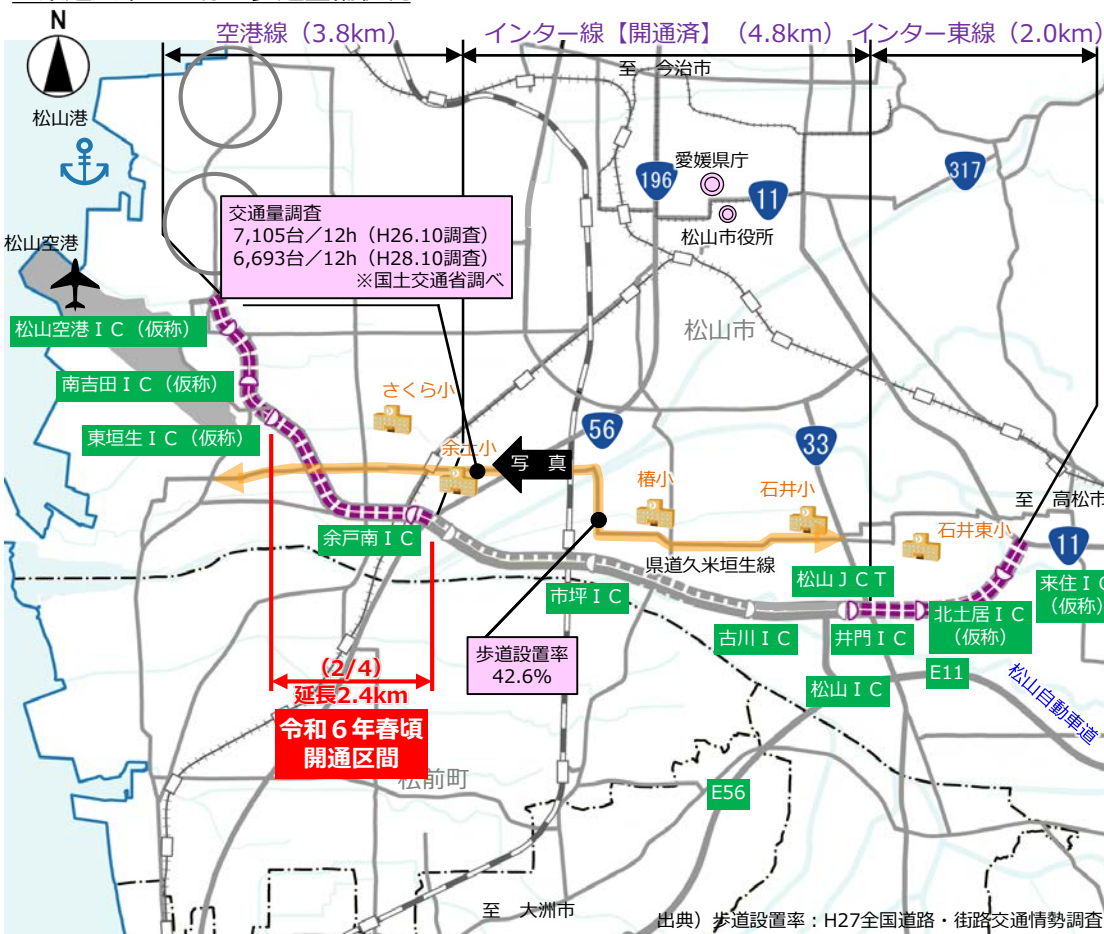 空港線（3.8km）
インター線【開通済】（4.8km）
インター東線（2.0km）
N
至 今治市
松山港
愛媛県庁
196
11
317
松山市役所
交通量調査
7,105台／12h（H26.10調査）
6,693台／12h（H28.10調査）
※国土交通省調べ
松山空港
松山空港ＩＣ（仮称）
松山市
南吉田ＩＣ（仮称）
さくら小
東垣生ＩＣ（仮称）
56
33
余土小
写 真
椿小
石井小
至 高松市
石井東小
11
余戸南ＩＣ
県道久米垣生線
松山ＪＣＴ
来住ＩＣ
（仮称）
市坪ＩＣ
古川ＩＣ
井門ＩＣ
北土居ＩＣ
（仮称）
歩道設置率
42.6%
(2/4)
延長2.4km
松山ＩＣ
E11
松山自動車道
令和６年春頃
開通区間
松前町
E56
至 大洲市
出典）歩道設置率：H27全国道路・街路交通情勢調査